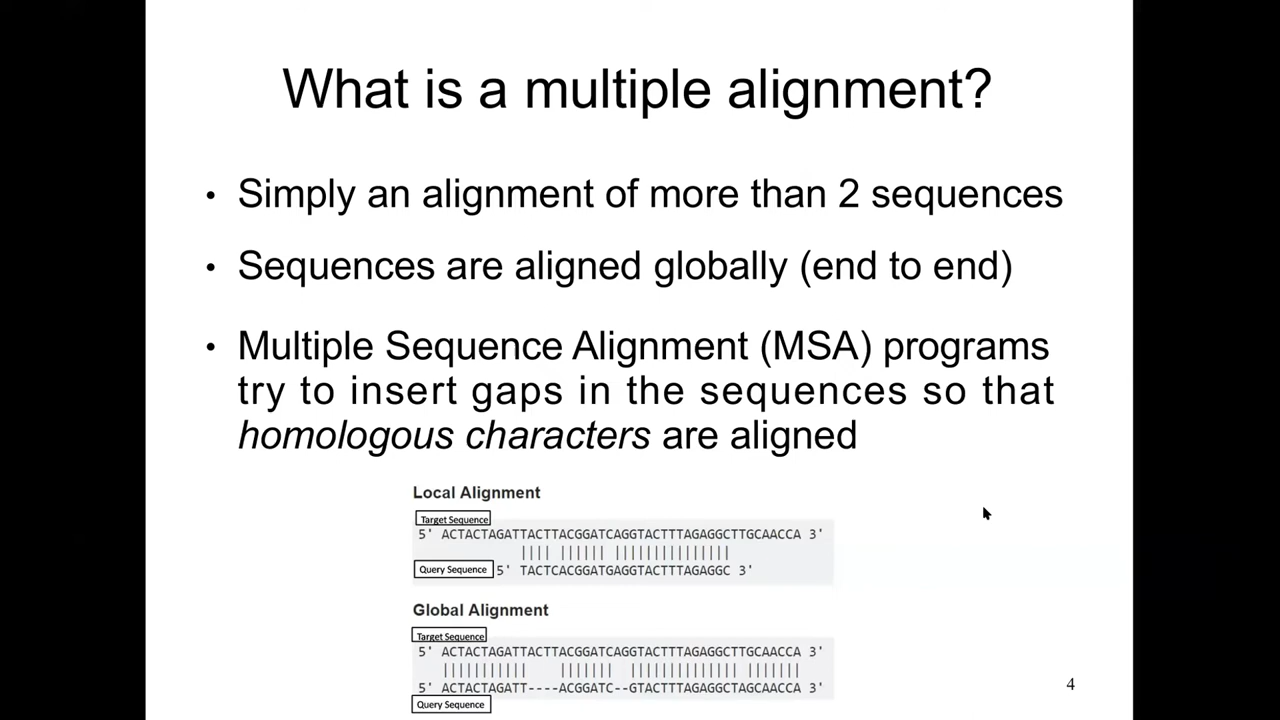 What is a multiple alignment?
• Simply an alignment of more than 2 sequences
• Sequences are aligned globally (end to end)
• Multiple Sequence Alignment (MSA) programs
try to insert gaps in the sequences so that
homologous characters are aligned
Local Alignment
Target Sequence
5' ACTACTAGATTACTTACGGATCAGGTACTTTAGAGGCTTGCAACCA 3'
|||| |||||| |||||||||||||||
Query Sequence 5' TACTCACGGATGAGGTACTTTAGAGGC 3'
Global Alignment
Target Sequence
5' ACTACTAGATTACTTACGGATCAGGTACTTTAGAGGCTTGCAACCA 3'
||||||||||| ||||||| |||||||||||||| |||||||
5' ACTACTAGATT----ACGGATC--GTACTTTAGAGGCTAGCAACCA 3'
Query Sequence
4